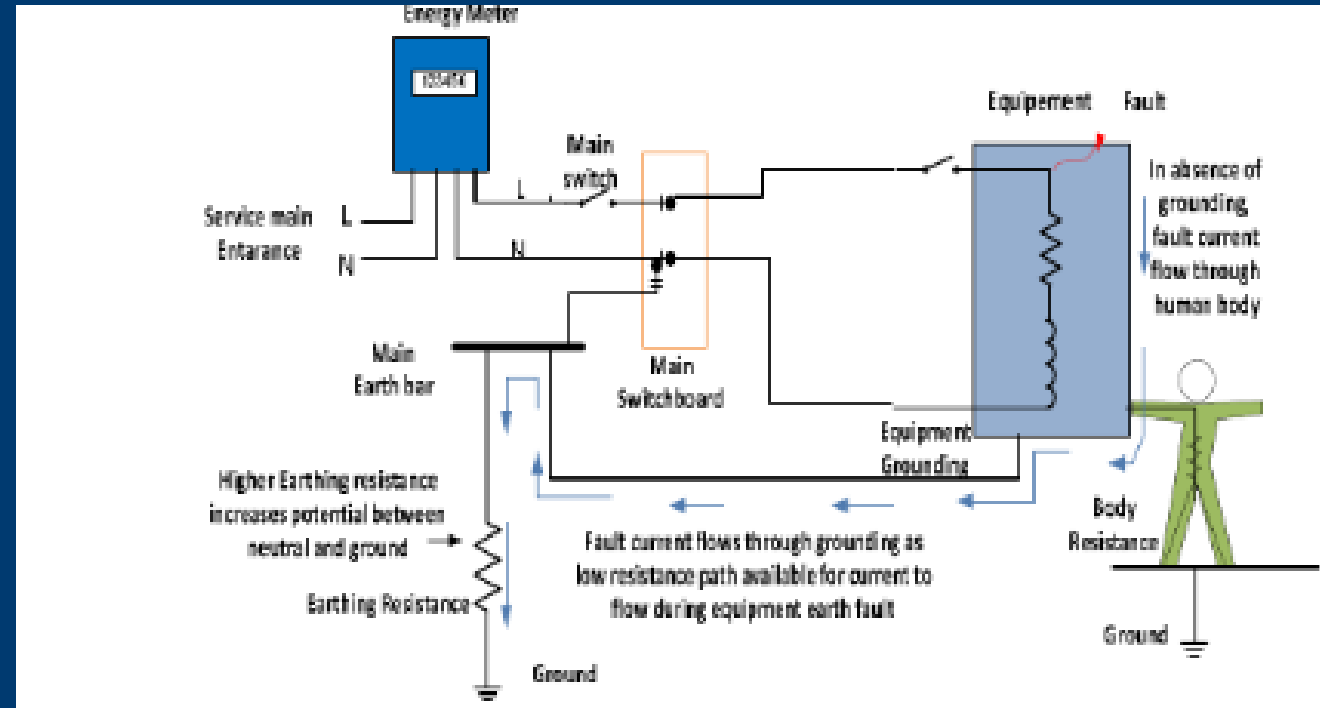 Energy Meter
Equipement Fault
Main
switch
L
In absence of
grounding
fault current
flow through
human body
Service main L
Entarance
N
N
Main
Earth bar
Main
Switchboard
Equipment
Grounding
Higher Earthing resistance
increases potential between
neutral and ground
Body
Resistance
Fault current flows through grounding as
low resistance path available for current to
flow during equipment earth fault
Earthing Resistance
Ground
Ground